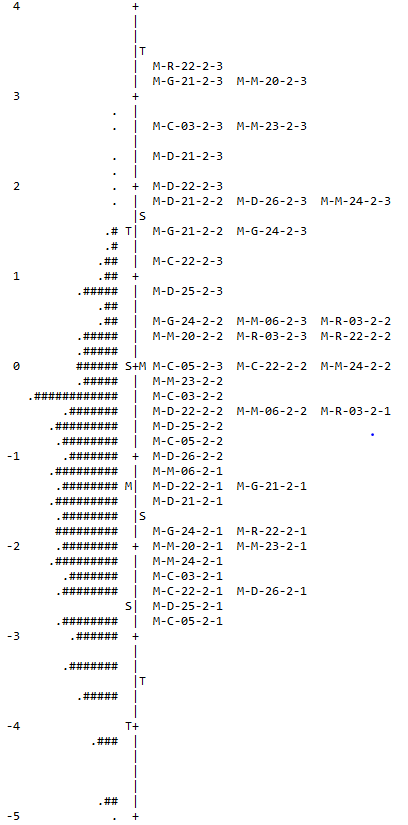 4 +
|
|
|T
| M-R-22-2-3
| M-G-21-2-3 M-M-20-2-3
3 +
. |
. | M-C-03-2-3 M-M-23-2-3
|
. | M-D-21-2-3
. |
2 . + M-D-22-2-3
. | M-D-21-2-2 M-D-26-2-3 M-M-24-2-3
|S
.# T| M-G-21-2-2 M-G-24-2-3
.# |
.## | M-C-22-2-3
1 .## +
.##### | M-D-25-2-3
.## |
.## | M-G-24-2-2 M-M-06-2-3 M-R-03-2-2
.##### | M-M-20-2-2 M-R-03-2-3 M-R-22-2-2
.##### |
0 ###### S+M M-C-05-2-3 M-C-22-2-2 M-M-24-2-2
.##### | M-M-23-2-2
.############ | M-C-03-2-2
.####### | M-D-22-2-2 M-M-06-2-2 M-R-03-2-1
.######### | M-D-25-2-2
.######## | M-C-05-2-2
-1 .####### + M-D-26-2-2
.######### | M-M-06-2-1
.######## M| M-D-22-2-1 M-G-21-2-1
.######### | M-D-21-2-1
.######## |S
######### | M-G-24-2-1 M-R-22-2-1
-2 .######## + M-M-20-2-1 M-M-23-2-1
.######### | M-M-24-2-1
.####### | M-C-03-2-1
.######## | M-C-22-2-1 M-D-26-2-1
S| M-D-25-2-1
.######## | M-C-05-2-1
-3 .###### +
|
.####### |
|T
.##### |
|
-4 T+
.### |
|
|
|
.## |
-5 . +